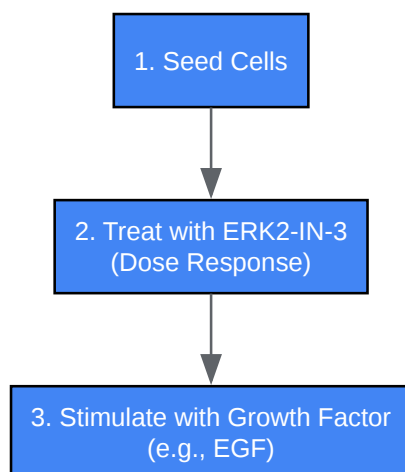 1. Seed Cells
2. Treat with ERK2-IN-3
(Dose Response)
3. Stimulate with Growth Factor
(e.g., EGF)